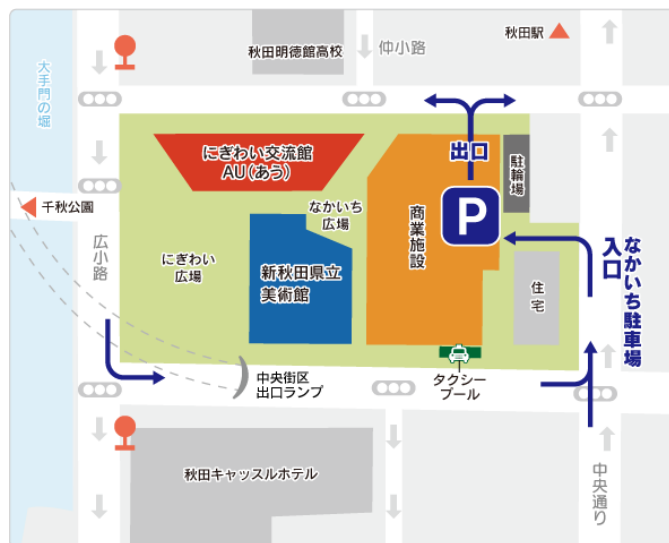 秋田駅
秋田明徳館高校
仲小路
大手門の堀
出口
にぎわい交流館
AU(あう)
駐輪場
P
千秋公園
なかいち
広場
商業施設
広小路
にぎわい
広場
新秋田県立
美術館
入口
なかいち駐車場
住宅
中央街区
出口ランプ
タクシー
プール
秋田キャッスルホテル
中央通り